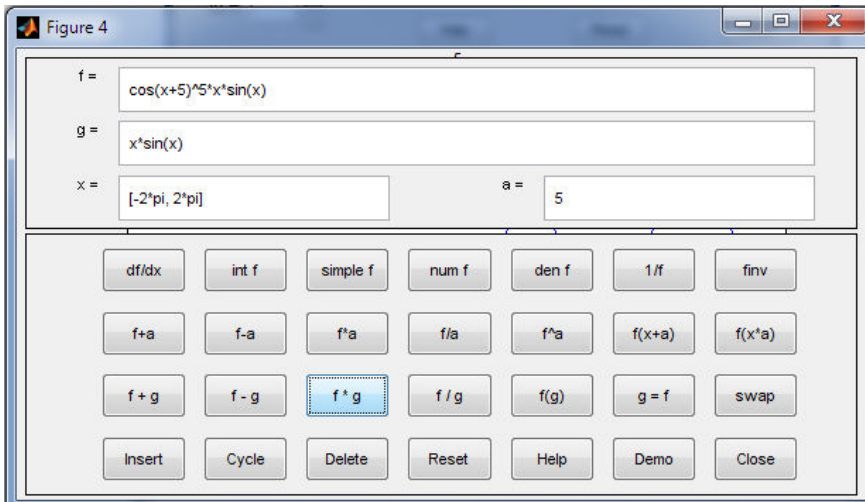 Figure 4
f =
cos(x+5)^5*x*sin(x)
g =
x*sin(x)
x =
[-2*pi, 2*pi]
a =
5
df/dx int f simple f num f den f 1/f finv
f+a f-a f*a f/a f^a f(x+a) f(x*a)
f + g f - g f * g f / g f(g) g = f swap
Insert Cycle Delete Reset Help Demo Close